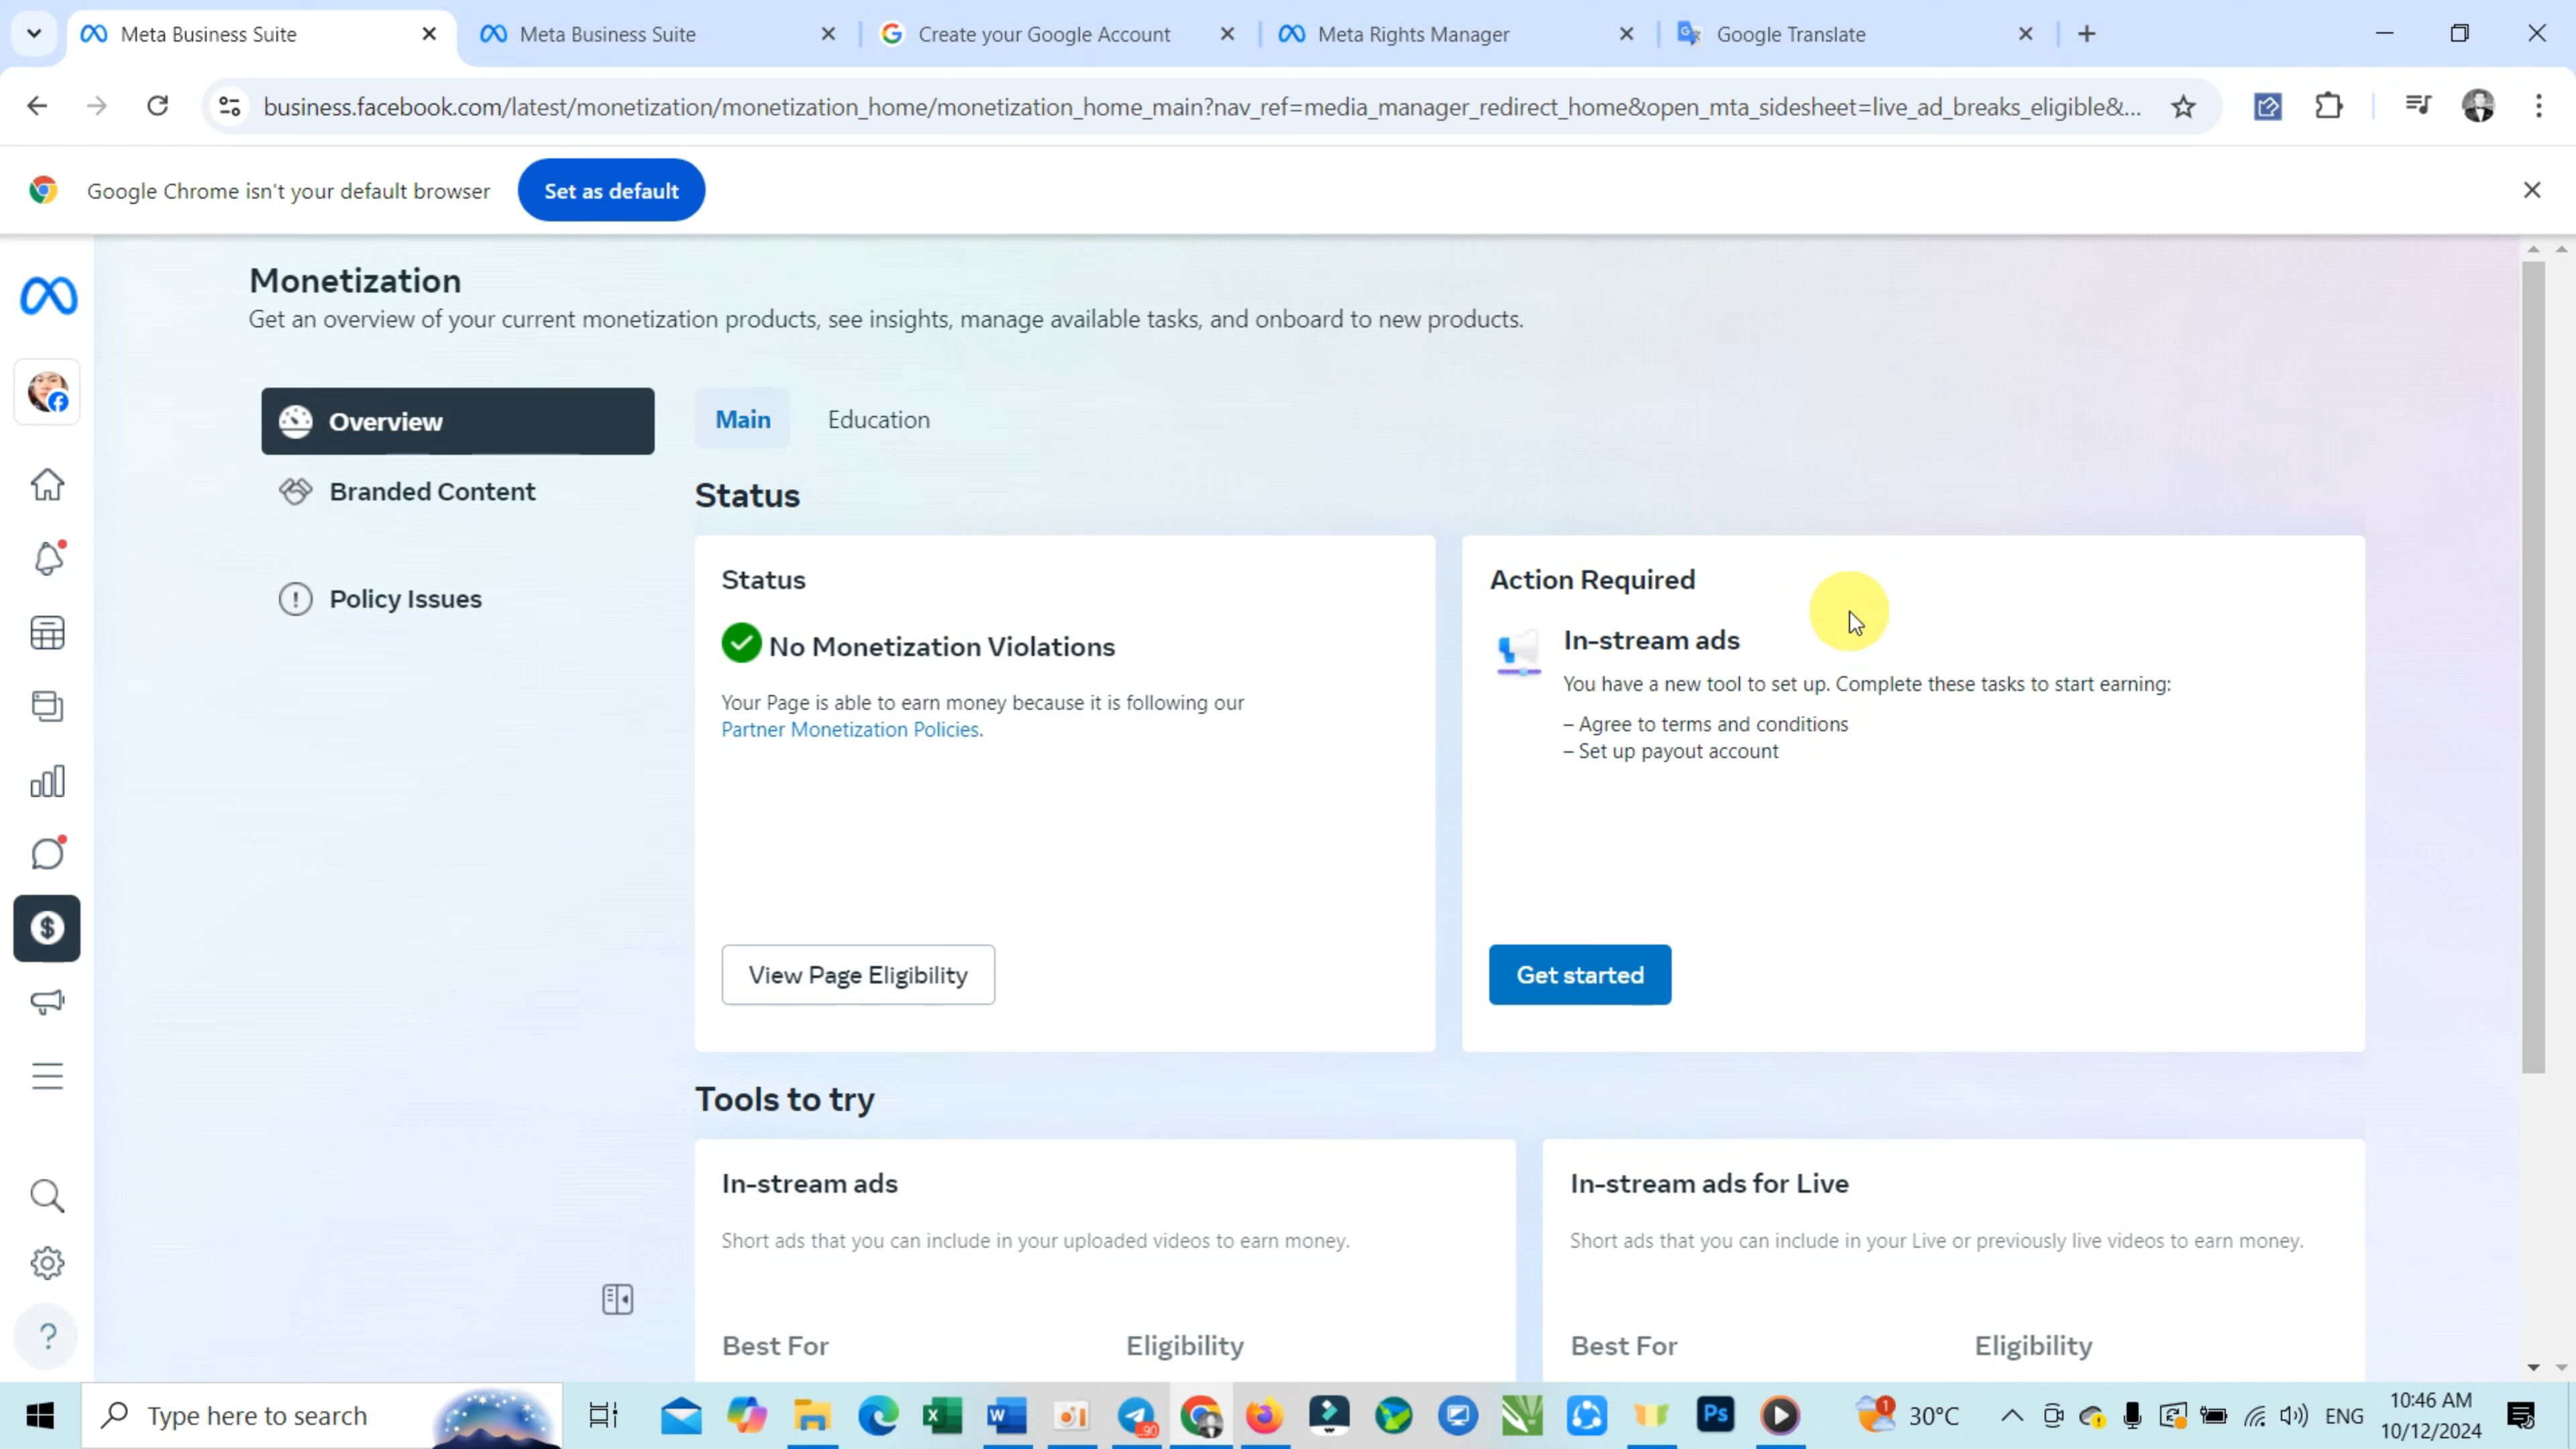 Meta Business Suite
Meta Business Suite
Create your Google Account
Meta Rights Manager
Google Translate
business.facebook.com/latest/monetization/monetization_home/monetization_home_main?nav_ref=media_manager_redirect_home&open_mta_sidesheet=live_ad_breaks_eligible&...
Google Chrome isn't your default browser
Set as default
Monetization
Get an overview of your current monetization products, see insights, manage available tasks, and onboard to new products.
Overview
Branded Content
Policy Issues
Main
Education
Status
Status
No Monetization Violations
Your Page is able to earn money because it is following our
Partner Monetization Policies.
View Page Eligibility
Action Required
In-stream ads
You have a new tool to set up. Complete these tasks to start earning:
– Agree to terms and conditions
– Set up payout account
Get started
Tools to try
In-stream ads
Short ads that you can include in your uploaded videos to earn money.
Best For
Eligibility
In-stream ads for Live
Short ads that you can include in your Live or previously live videos to earn money.
Best For
Eligibility
Type here to search
..90
Ps
1
30°C
ENG
10:46 AM
10/12/2024